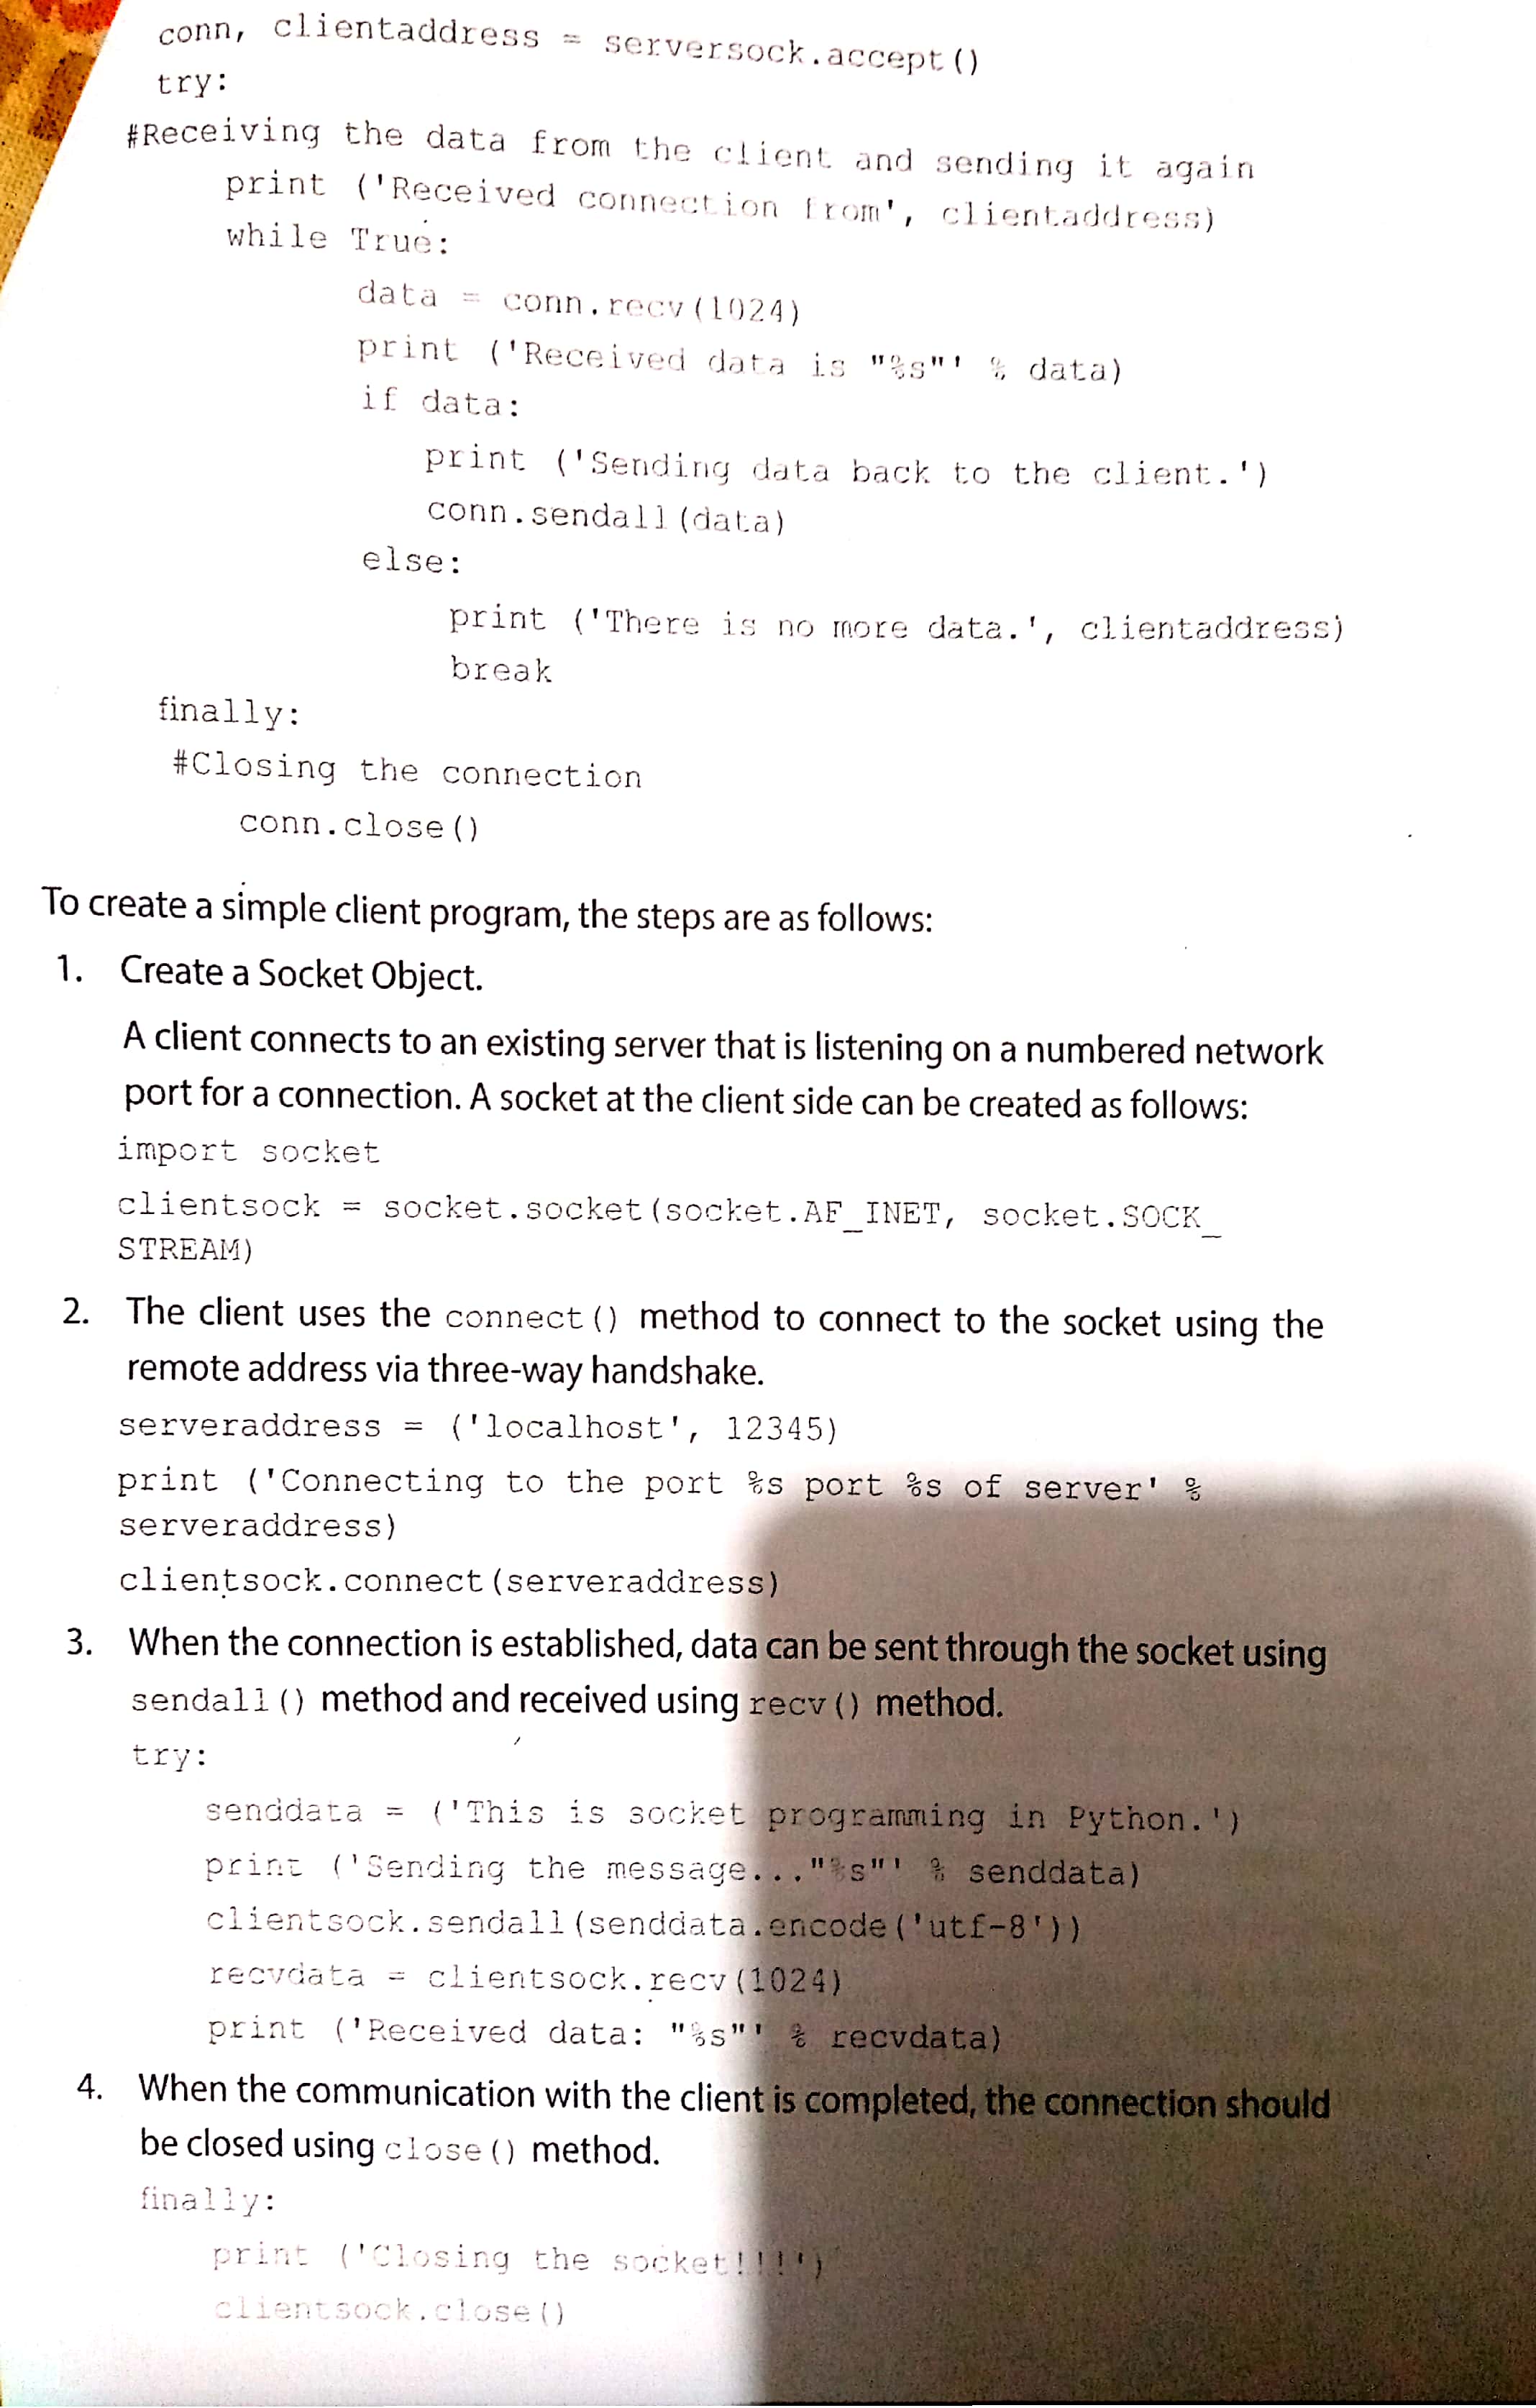 conn, clientaddress = serversock.accept()
try:
#Receiving the data from the client and sending it again
print ('Received connection from', clientaddress)
while True:
data = conn.recv(1024)
print ('Received data is "%s"' % data)
if data:
print ('Sending data back to the client.')
conn.sendall(data)
else:
print ('There is no more data.', clientaddress)
break
finally:
#Closing the connection
conn.close()
To create a simple client program, the steps are as follows:
1. Create a Socket Object.
A client connects to an existing server that is listening on a numbered network
port for a connection. A socket at the client side can be created as follows:
import socket
clientsock = socket.socket(socket.AF_INET, socket.SOCK_
STREAM)
2. The client uses the connect() method to connect to the socket using the
remote address via three-way handshake.
serveraddress = ('localhost', 12345)
print ('Connecting to the port %s port %s of server' %
serveraddress)
clientsock.connect(serveraddress)
3. When the connection is established, data can be sent through the socket using
sendall() method and received using recv() method.
try:
senddata = ('This is socket programming in Python.')
print ('Sending the message..."%s"' % senddata)
clientsock.sendall(senddata.encode('utf-8'))
recvdata = clientsock.recv(1024)
print ('Received data: "%s"' % recvdata)
4. When the communication with the client is completed, the connection should
be closed using close() method.
finally:
print ('Closing the socket!!!')
clientsock.close()